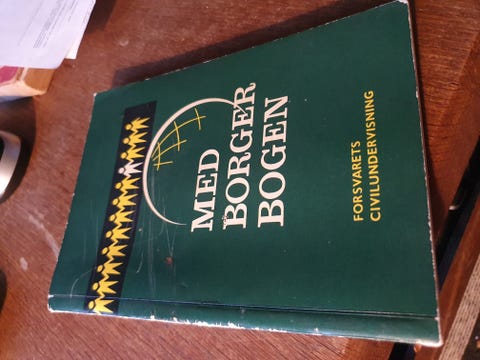 MED
BORGER
BOGEN
FORSVARETS
CIVILUNDERVISNING